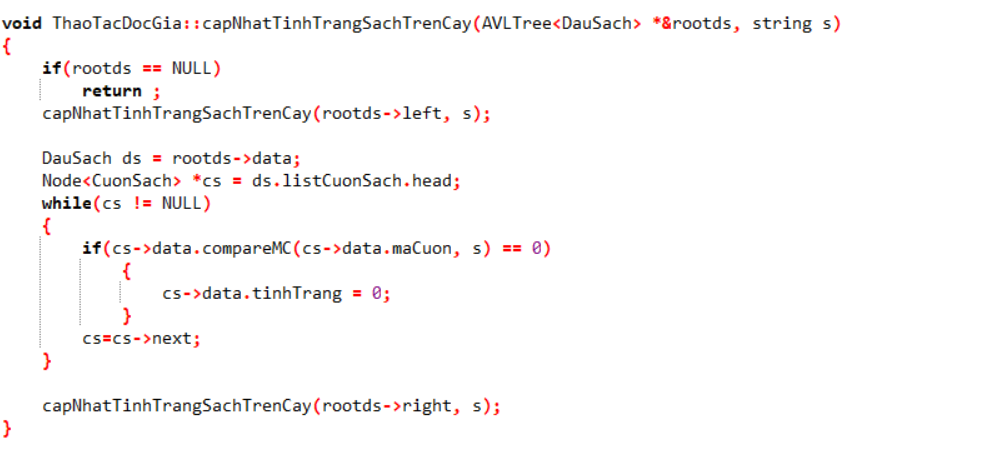 void ThaoTacDocGia::capNhatTinhTrangSachTrenCay(AVLTree<DauSach> *&rootds, string s)
{
    if(rootds == NULL)
        return ;
    capNhatTinhTrangSachTrenCay(rootds->left, s);

    DauSach ds = rootds->data;
    Node<CuonSach> *cs = ds.listCuonSach.head;
    while(cs != NULL)
    {
        if(cs->data.compareMC(cs->data.maCuon, s) == 0)
            {
                cs->data.tinhTrang = 0;
            }
        cs=cs->next;
    }

    capNhatTinhTrangSachTrenCay(rootds->right, s);
}